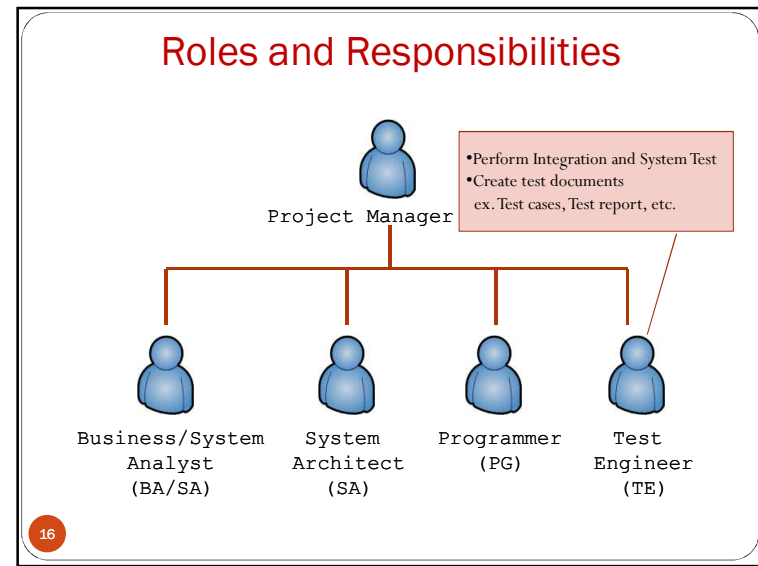 Roles and Responsibilities
•Perform Integration and System Test
•Create test documents
ex. Test cases, Test report, etc.
Project Manager
Business/System
Analyst
(BA/SA)
System
Architect
(SA)
Programmer
(PG)
Test
Engineer
(TE)
16